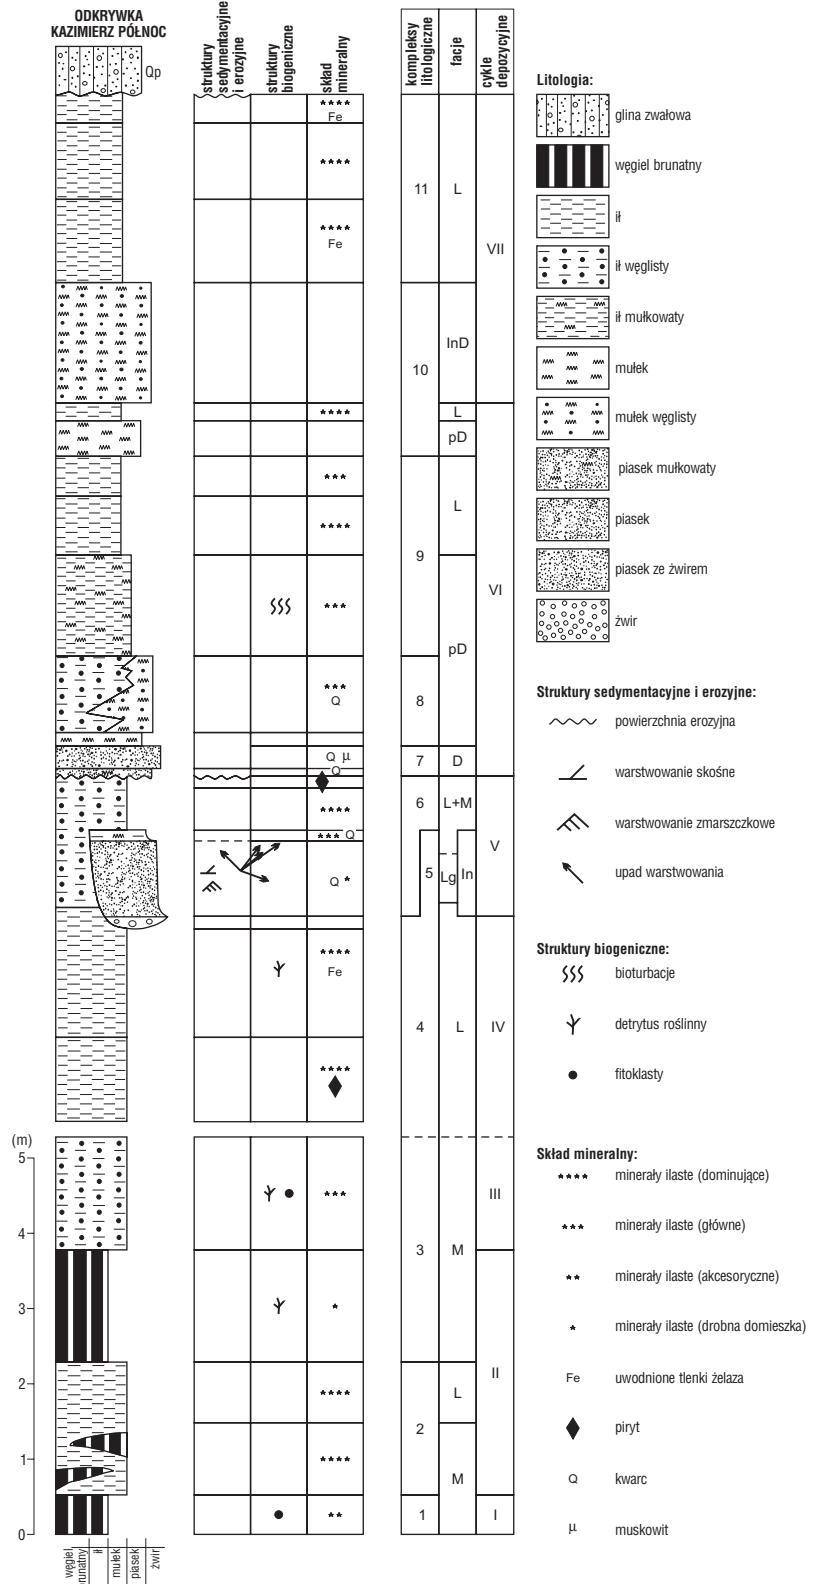 ODKRYWKA
KAZIMIERZ PÓŁNOC
Qp
struktury
sedymentacyjne
i erozyjne
struktury
biogeniczne
skład
mineralny
kompleksy
litologiczne
facje
cykle
depozycyjne
Fe
Fe
11
L
VII
10
InD
L
pD
9
L
VI
pD
Q
8
Q μ
7
D
Q
6
L+M
Q
V
5
Lg
In
Q
Fe
4
L
IV
(m)
5
4
3
2
1
0
III
3
M
II
L
2
M
1
I
węgiel
brunatny
ił
mułek
piasek
żwir
Litologia:
glina zwałowa
węgiel brunatny
ił
ił węglisty
ił mułkowaty
mułek
mułek węglisty
piasek mułkowaty
piasek
piasek ze żwirem
żwir
Struktury sedymentacyjne i erozyjne:
powierzchnia erozyjna
warstwowanie skośne
warstwowanie zmarszczkowe
upad warstwowania
Struktury biogeniczne:
bioturbacje
detrytus roślinny
fitoklasty
Skład mineralny:
minerały ilaste (dominujące)
minerały ilaste (główne)
minerały ilaste (akcesoryczne)
minerały ilaste (drobna domieszka)
Fe uwodnione tlenki żelaza
piryt
Q kwarc
μ muskowit